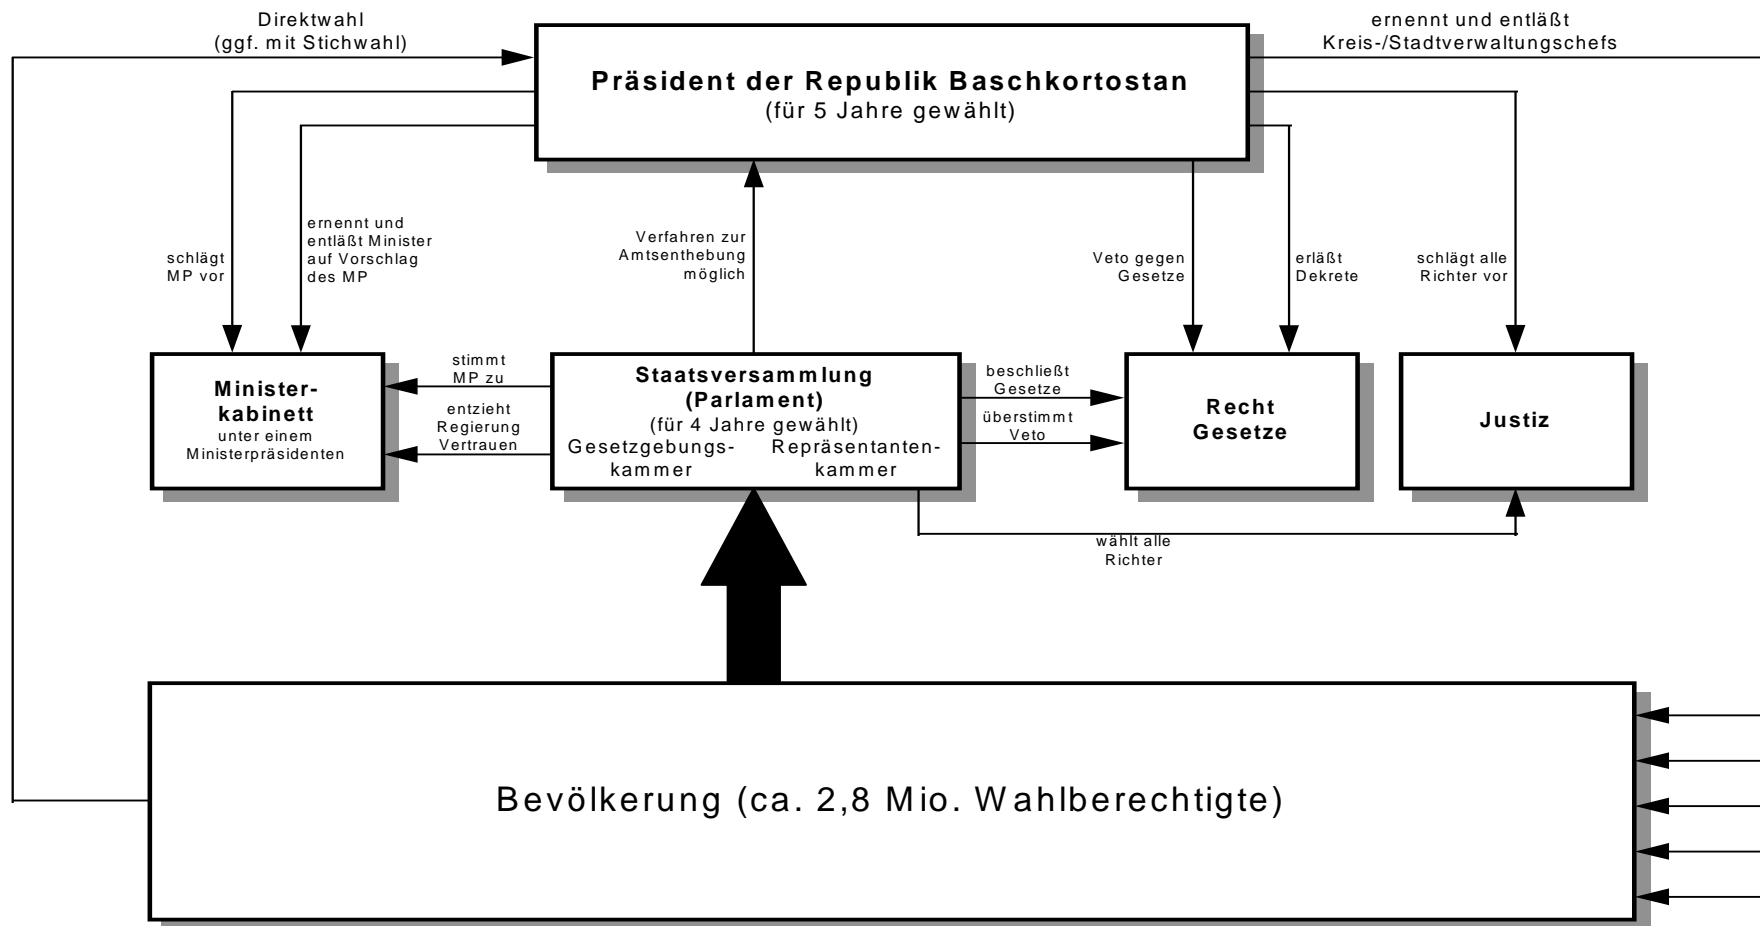 Direktwahl
(ggf. mit Stichwahl)
ernennt und entläßt
Kreis-/Stadtverwaltungschefs
Präsident der Republik Baschkortostan
(für 5 Jahre gewählt)
schlägt
MP vor
ernennt und
entläßt Minister
auf Vorschlag
des MP
Verfahren zur
Amtsenthebung
möglich
Veto gegen
Gesetze
erläßt
Dekrete
schlägt alle
Richter vor
Minister-
kabinett
unter einem
Ministerpräsidenten
stimmt
MP zu
entzieht
Regierung
Vertrauen
Staatsversammlung
(Parlament)
(für 4 Jahre gewählt)
Gesetzgebungs-
kammer
Repräsentanten-
kammer
beschließt
Gesetze
überstimmt
Veto
Recht
Gesetze
Justiz
wählt alle
Richter
Bevölkerung (ca. 2,8 Mio. Wahlberechtigte)